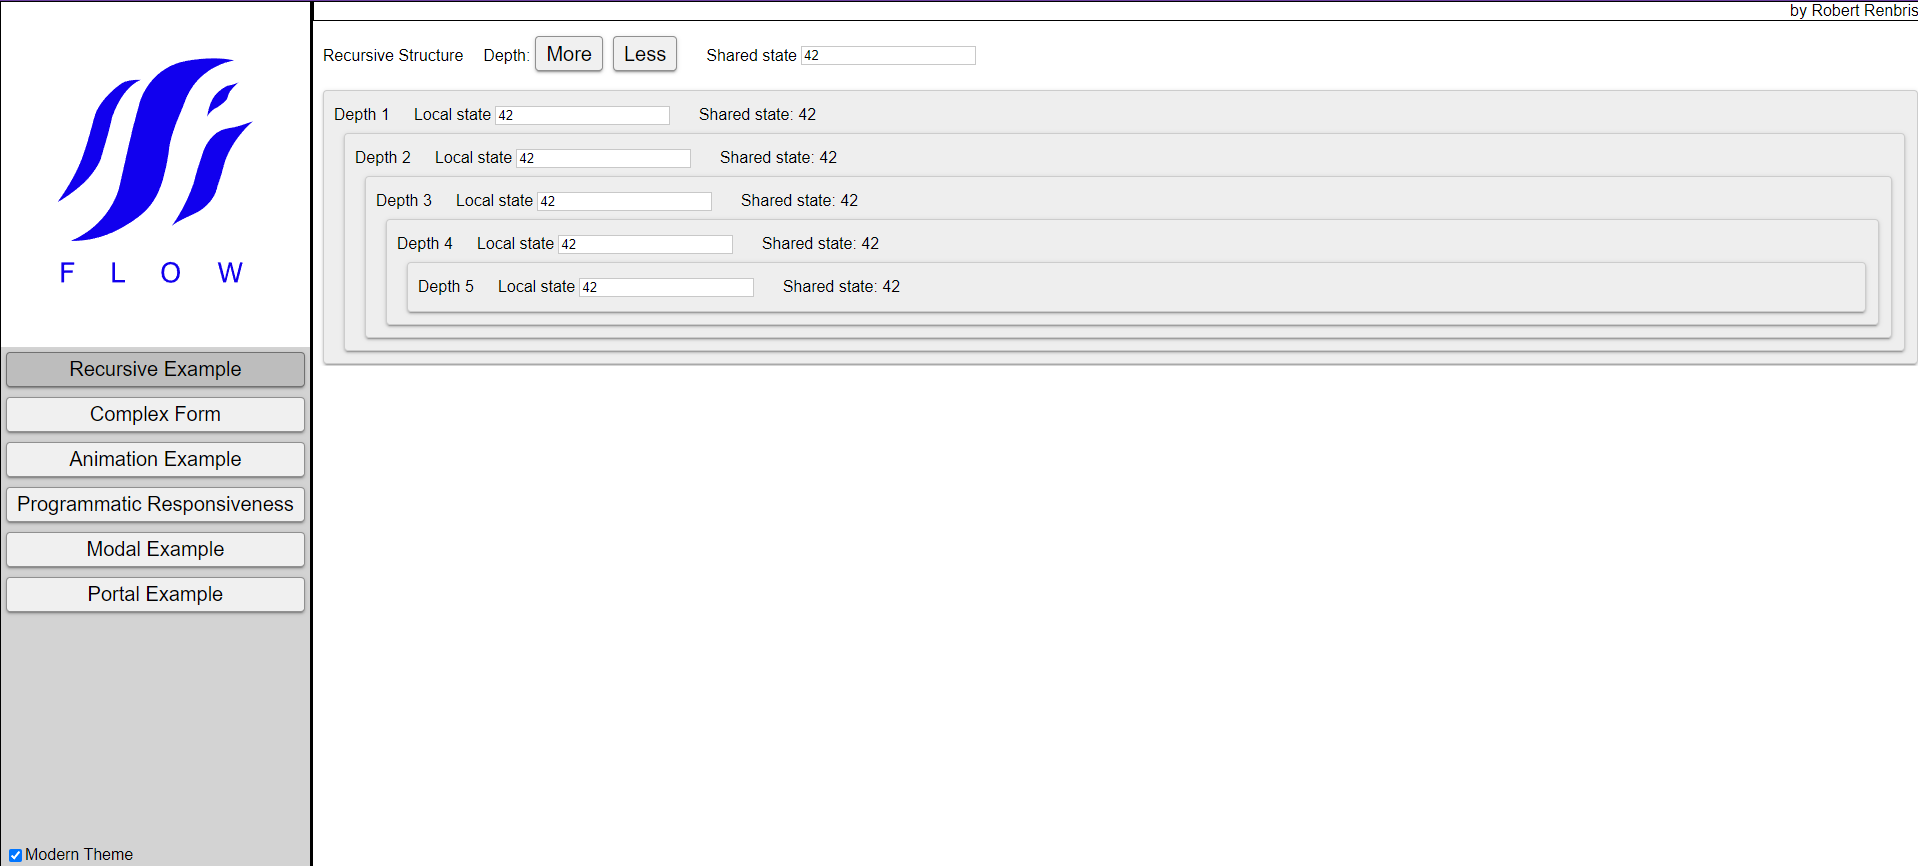 by Robert Renbris
Recursive Structure Depth: More Less Shared state 42
Depth 1 Local state 42 Shared state: 42
Depth 2 Local state 42 Shared state: 42
Depth 3 Local state 42 Shared state: 42
Depth 4 Local state 42 Shared state: 42
Depth 5 Local state 42 Shared state: 42
FLOW
Recursive Example
Complex Form
Animation Example
Programmatic Responsiveness
Modal Example
Portal Example
Modern Theme